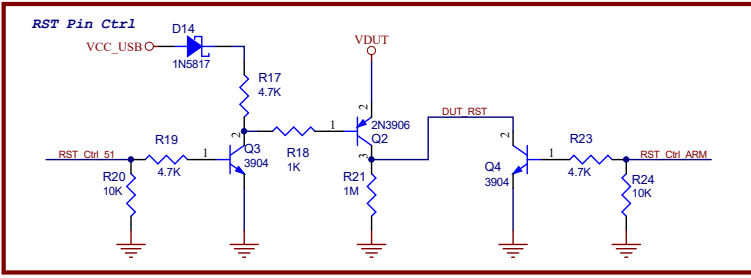 RST Pin Ctrl
D14
VCC_USB
1N5817
VDUT
R17
4.7K
2
2N3906
Q2
1
3
DUT_RST
R18
1K
RST_Ctrl_51
R19
4.7K
1
2
Q3
3904
R20
10K
R21
1M
2
Q4
3904
1
R23
4.7K
RST_Ctrl_ARM
R24
10K